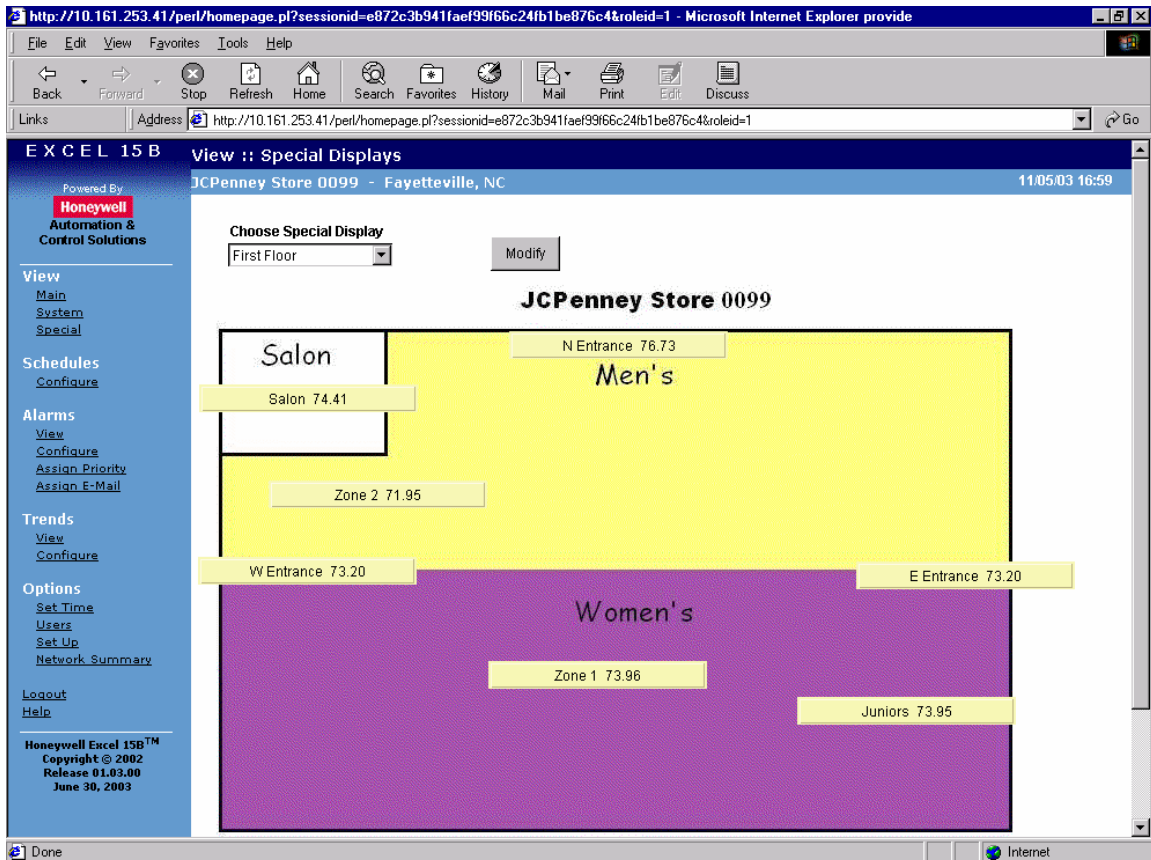 http://10.161.253.41/perl/homepage.pl?sessionid=e872c3b941faef99f66c24fb1be876c4&roleid=1 - Microsoft Internet Explorer provide
File Edit View Favorites Tools Help
Back Forward Stop Refresh Home Search Favorites History Mail Print Edit Discuss
Links Address http://10.161.253.41/perl/homepage.pl?sessionid=e872c3b941faef99f66c24fb1be876c4&roleid=1 Go
EXCEL 15B
Powered By
Honeywell
Automation &
Control Solutions
View
Main
System
Special
Schedules
Configure
Alarms
View
Configure
Assign Priority
Assign E-Mail
Trends
View
Configure
Options
Set Time
Users
Set Up
Network Summary
Logout
Help
Honeywell Excel 15B™
Copyright © 2002
Release 01.03.00
June 30, 2003
View :: Special Displays
JCPenney Store 0099 - Fayetteville, NC 11/05/03 16:59
Choose Special Display
First Floor
Modify
JCPenney Store 0099
Salon
N Entrance 76.73
Men's
Salon 74.41
Zone 2 71.95
W Entrance 73.20
E Entrance 73.20
Women's
Zone 1 73.96
Juniors 73.95
Done Internet